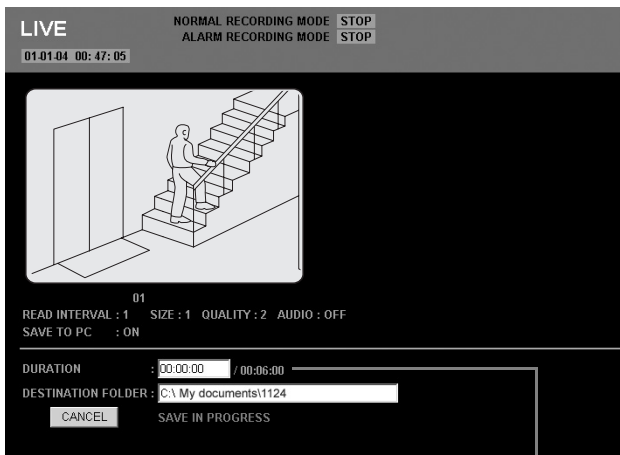 LIVE
NORMAL RECORDING MODE STOP
ALARM RECORDING MODE STOP
01-01-04 00: 47: 05
01
READ INTERVAL : 1 SIZE : 1 QUALITY : 2 AUDIO : OFF
SAVE TO PC : ON
DURATION : 00:00:00 / 00:06:00
DESTINATION FOLDER : C:\ My documents\1124
CANCEL SAVE IN PROGRESS